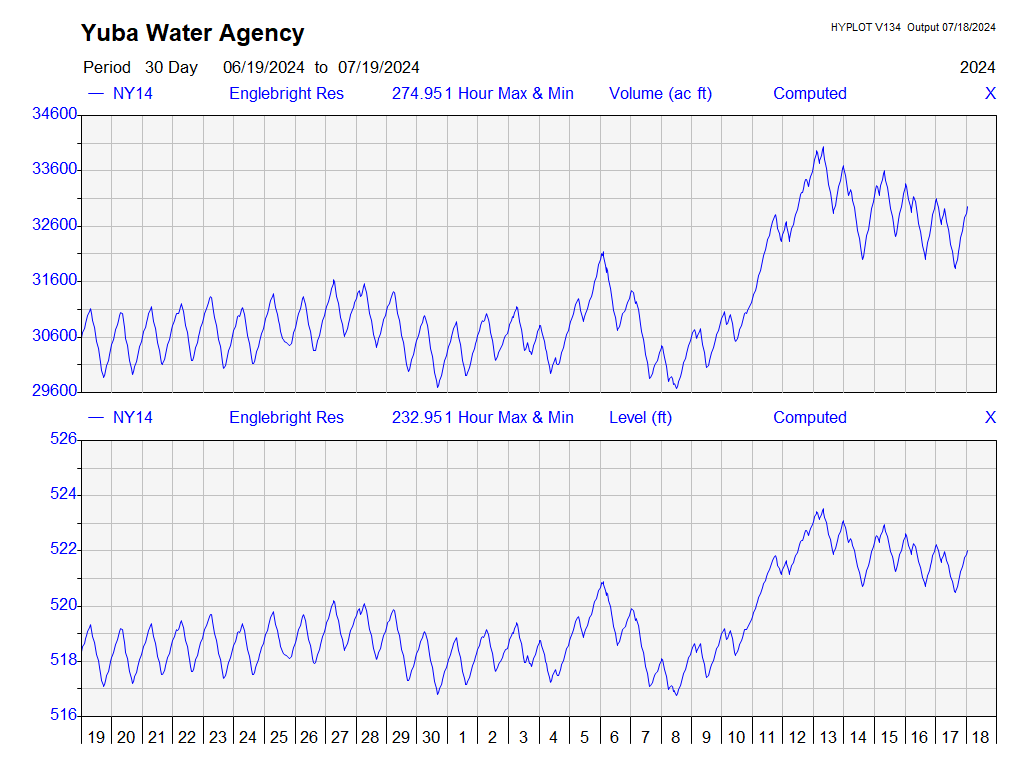 Yuba Water Agency
HYPLOT V134 Output 07/18/2024
Period 30 Day 06/19/2024 to 07/19/2024 2024
NY14 Englebright Res 274.951 Hour Max & Min Volume (ac ft) Computed X
34600
33600
32600
31600
30600
29600
NY14 Englebright Res 232.951 Hour Max & Min Level (ft) Computed X
526
524
522
520
518
516
19 20 21 22 23 24 25 26 27 28 29 30 1 2 3 4 5 6 7 8 9 10 11 12 13 14 15 16 17 18